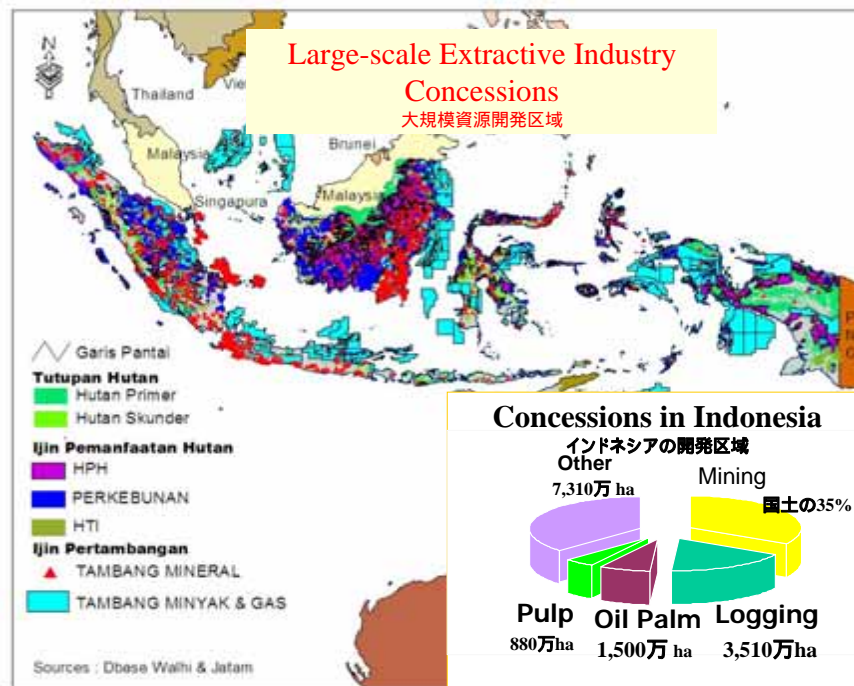 Large-scale Extractive Industry
Concessions
大規模資源開発区域
N
Thailand
Vie
Malaysia
Brunei
Singapura
Malaysia
P
N
G
Garis Pantai
Tutupan Hutan
Hutan Primer
Hutan Skunder
Ijin Pemanfaatan Hutan
HPH
PERKEBUNAN
HTI
Ijin Pertambangan
TAMBANG MINERAL
TAMBANG MINYAK & GAS
Sources : Dbase Walhi & Jatam
Concessions in Indonesia
インドネシアの開発区域
Other
7,310万 ha
Mining
国土の35%
Pulp
880万ha
Oil Palm
1,500万 ha
Logging
3,510万ha